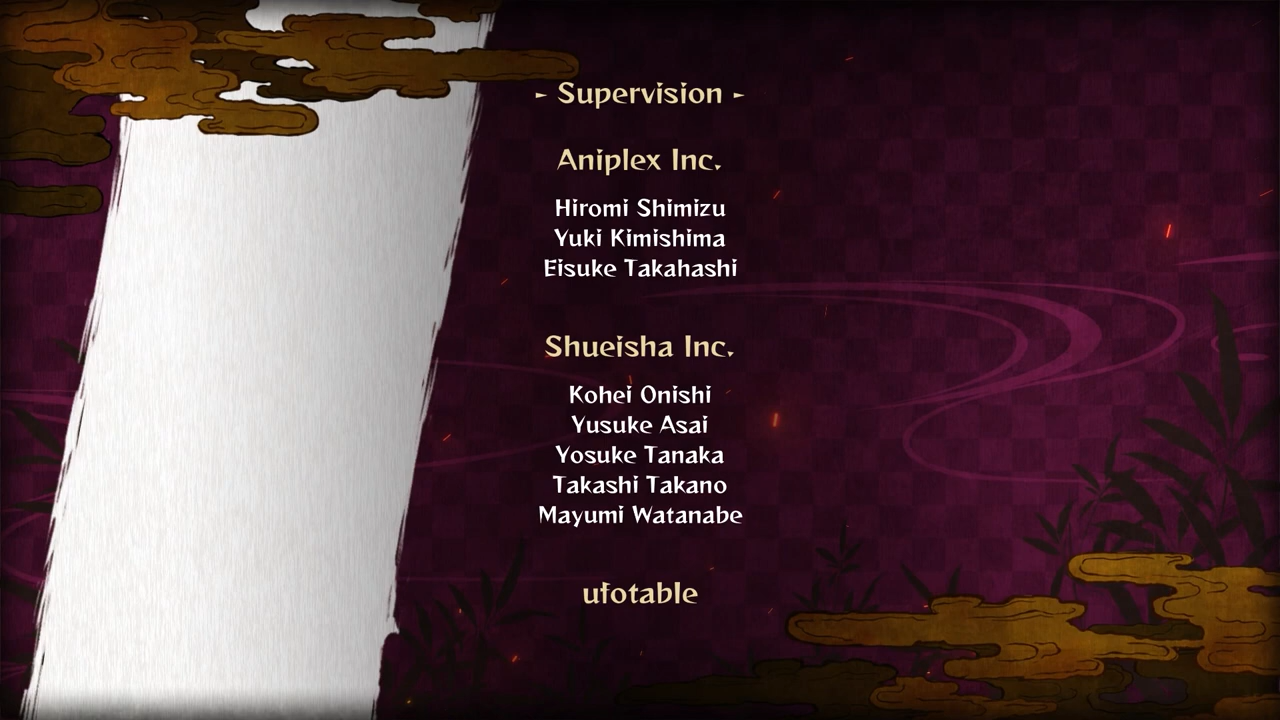 - Supervision -
Aniplex Inc.
Hiromi Shimizu
Yuki Kimishima
Eisuke Takahashi
Shueisha Inc.
Kohei Onishi
Yusuke Asai
Yosuke Tanaka
Takashi Takano
Mayumi Watanabe
ufotable